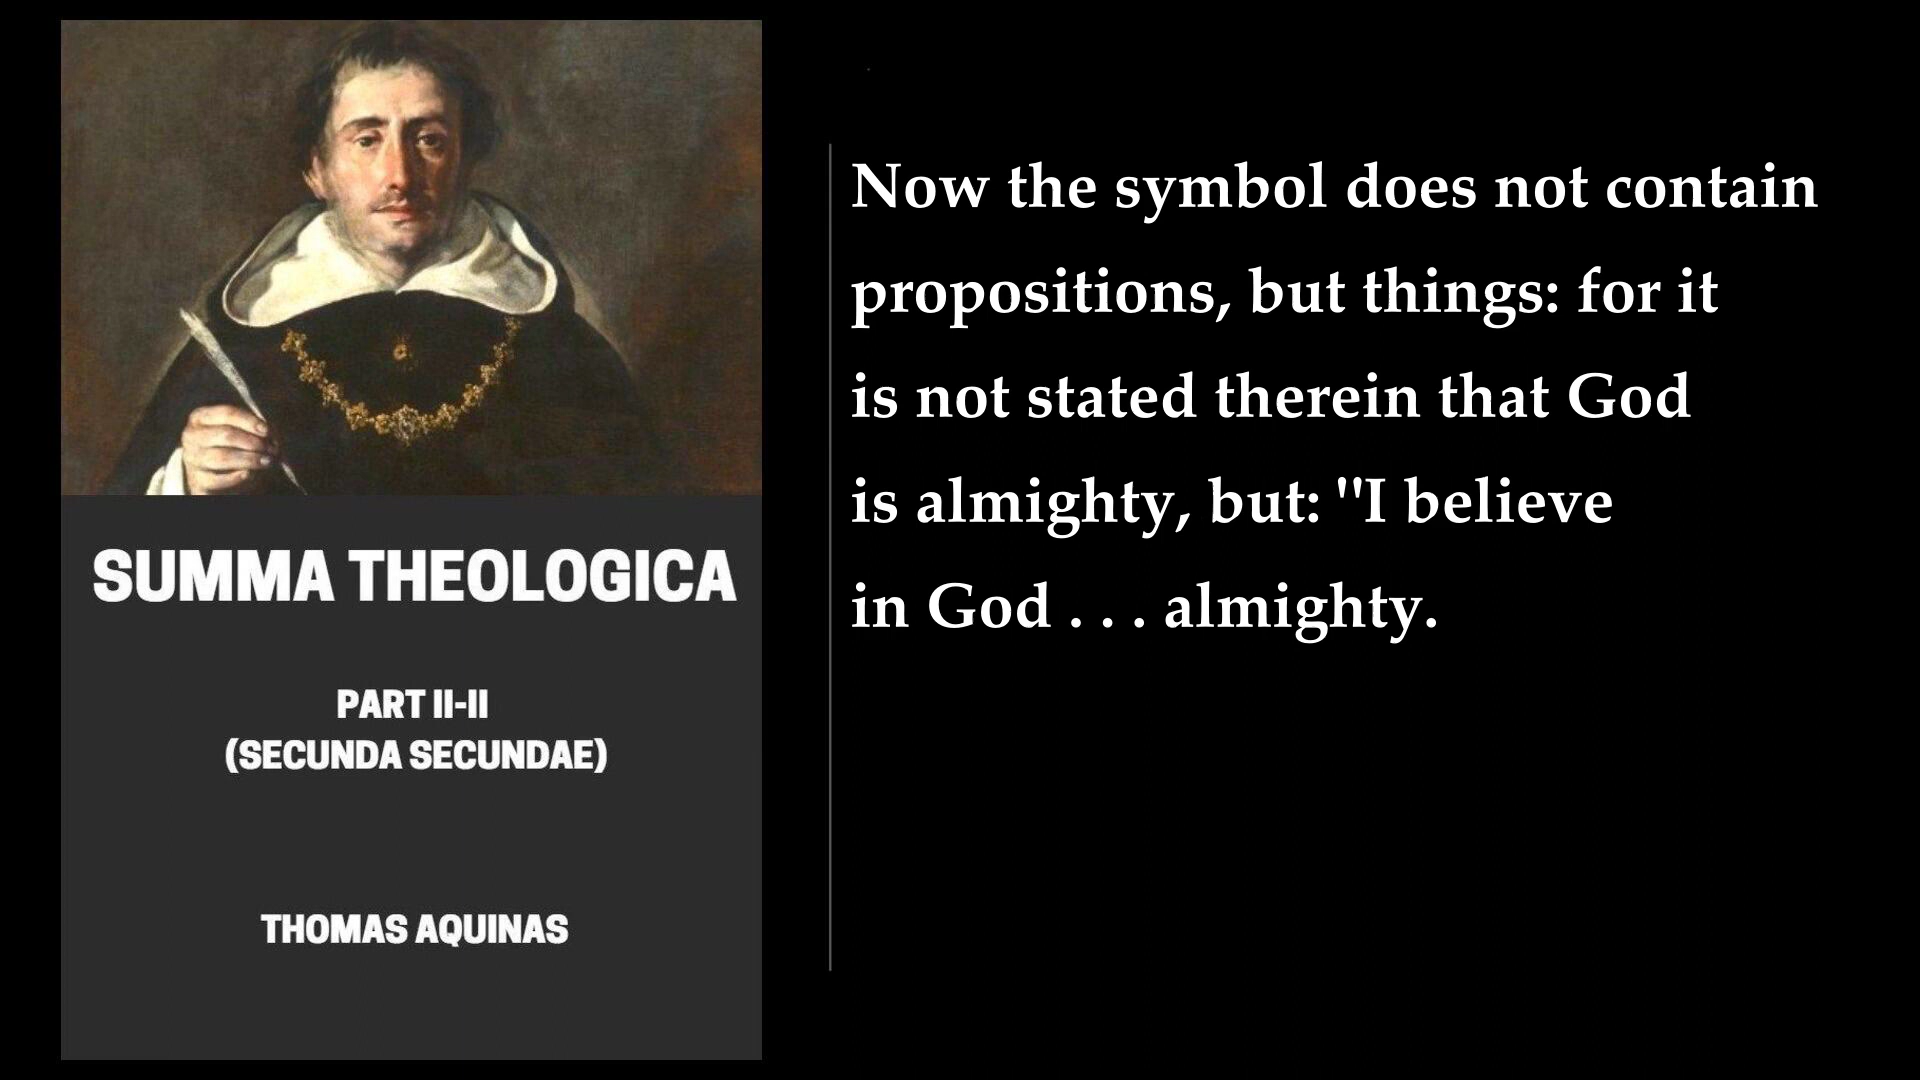 SUMMA THEOLOGICA
PART II-II
(SECUNDA SECUNDAE)
THOMAS AQUINAS
Now the symbol does not contain
propositions, but things: for it
is not stated therein that God
is almighty, but: "I believe
in God . . . almighty.